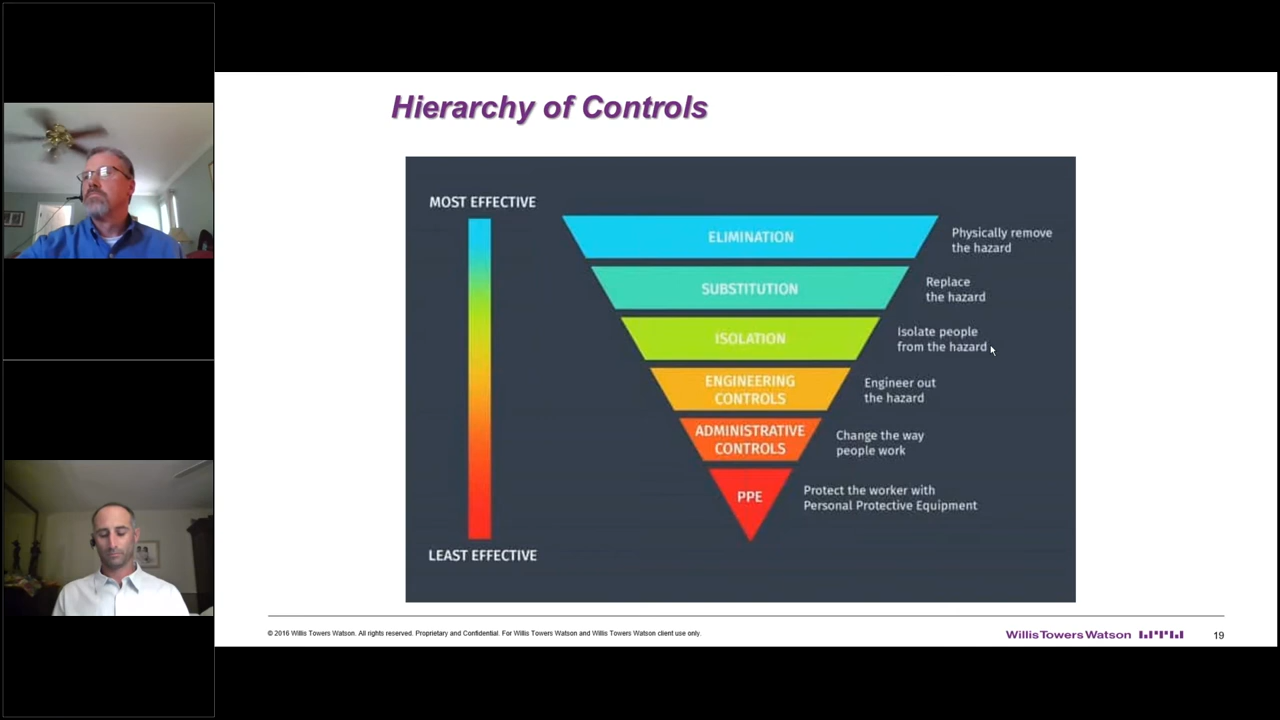 Hierarchy of Controls
MOST EFFECTIVE
ELIMINATION
Physically remove
the hazard
SUBSTITUTION
Replace
the hazard
ISOLATION
Isolate people
from the hazard
ENGINEERING
CONTROLS
Engineer out
the hazard
ADMINISTRATIVE
CONTROLS
Change the way
people work
PPE
Protect the worker with
Personal Protective Equipment
LEAST EFFECTIVE
© 2016 Willis Towers Watson. All rights reserved. Proprietary and Confidential. For Willis Towers Watson and Willis Towers Watson client use only.
WillisTowersWatson
19